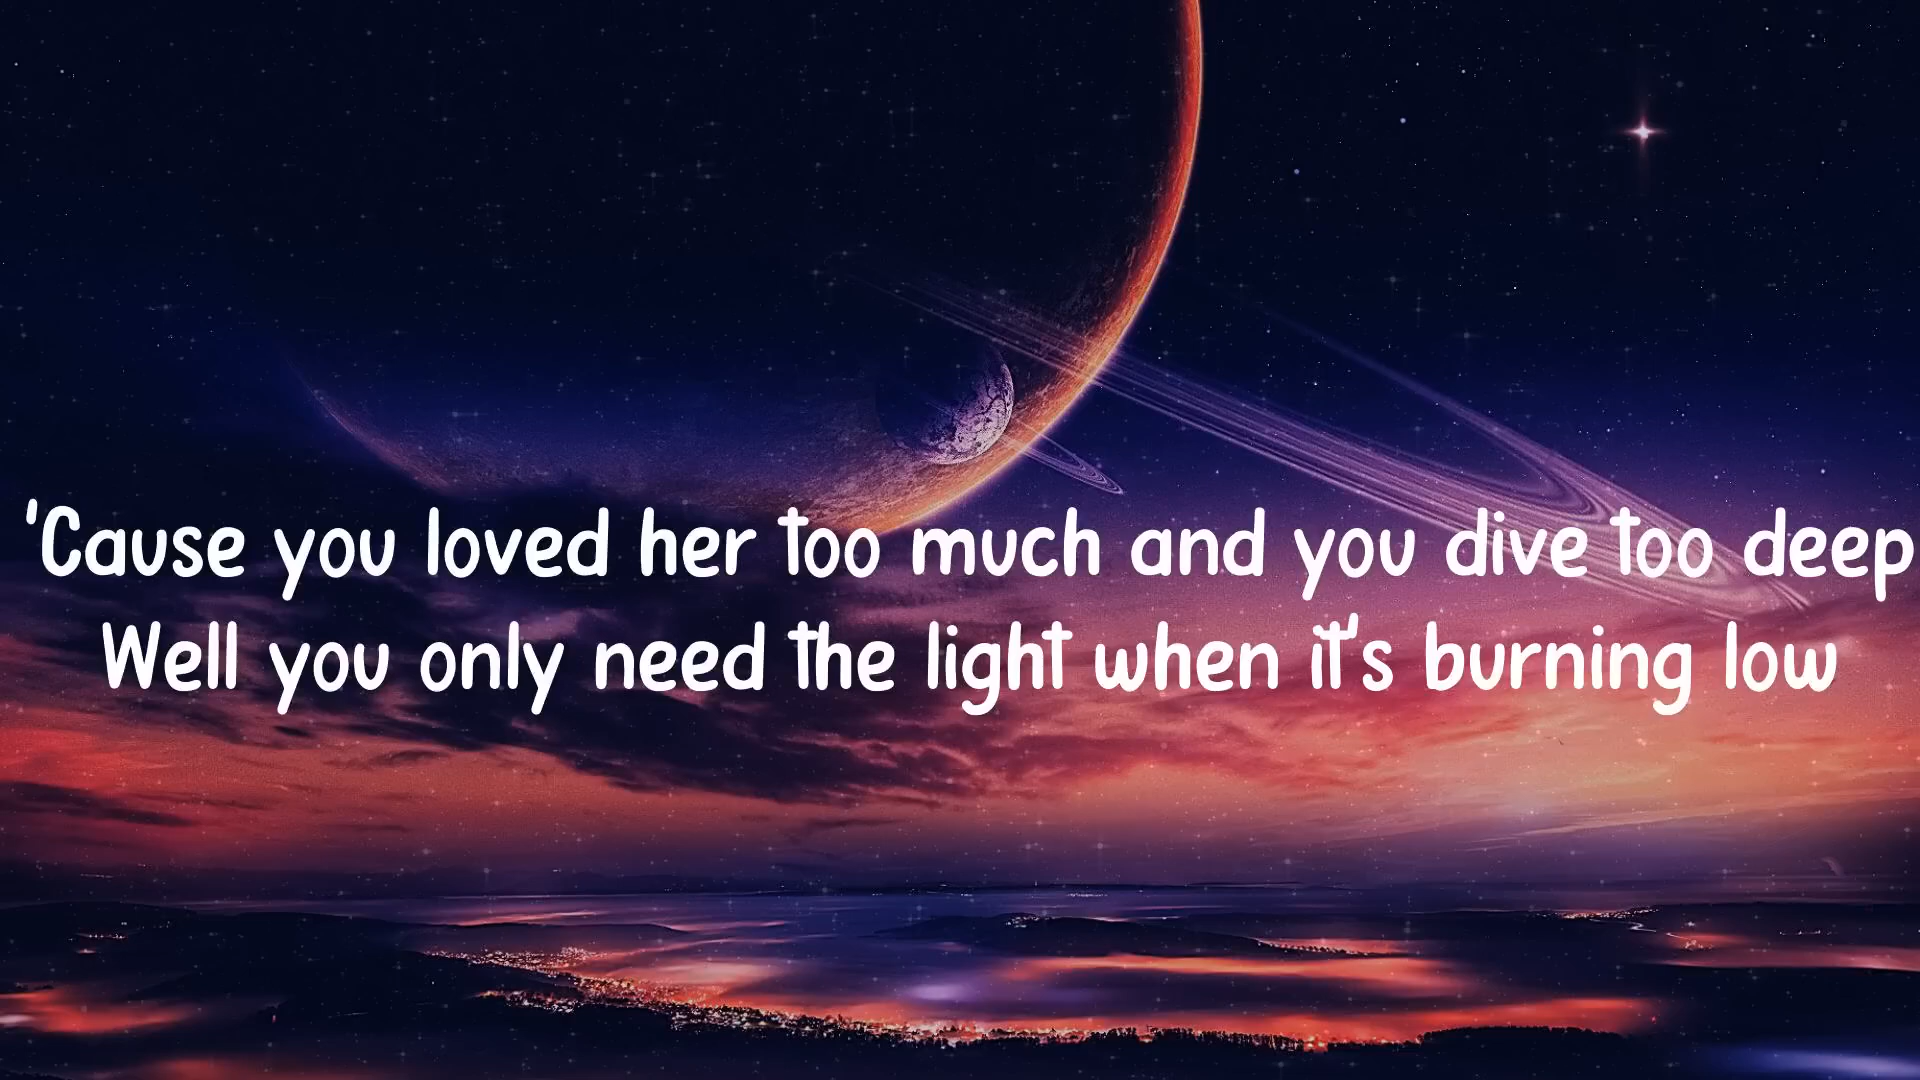 'Cause you loved her too much and you dive too deep
Well you only need the light when it's burning low